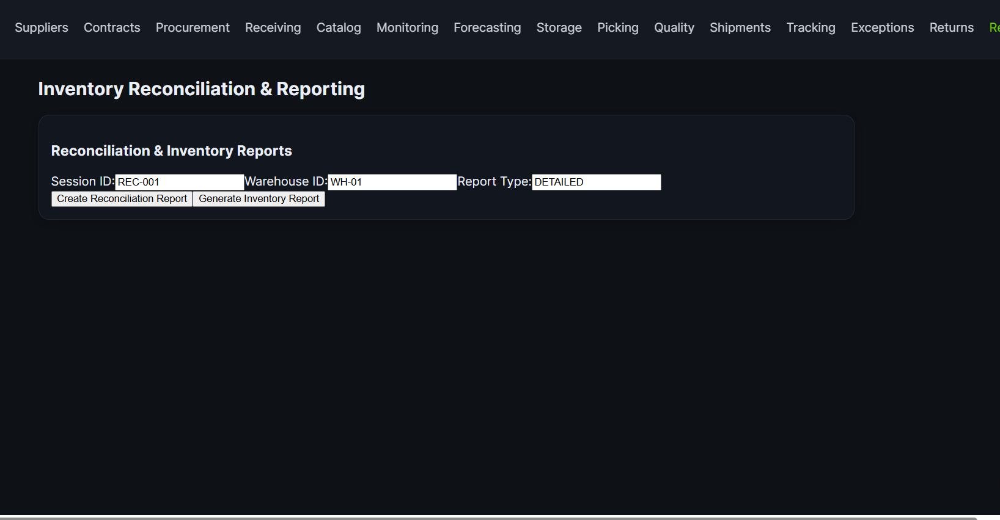 Suppliers Contracts Procurement Receiving Catalog Monitoring Forecasting Storage Picking Quality Shipments Tracking Exceptions Returns
Inventory Reconciliation & Reporting
Reconciliation & Inventory Reports
Session ID: REC-001 Warehouse ID: WH-01 Report Type: DETAILED
Create Reconciliation Report Generate Inventory Report